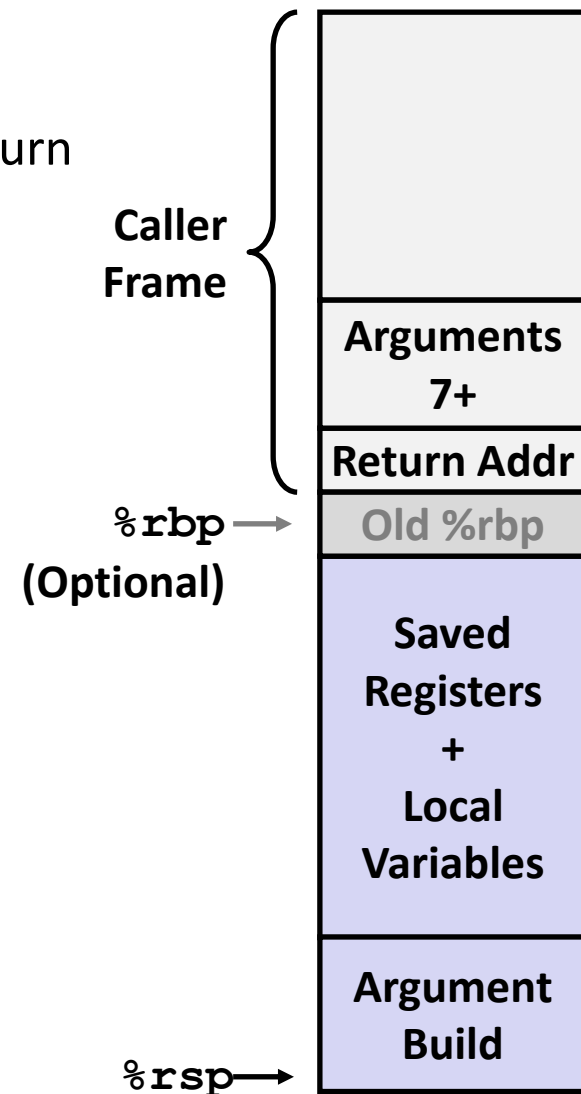 urn
Caller
Frame
Arguments
7+
Return Addr
%rbp
Old %rbp
(Optional)
Saved
Registers
+
Local
Variables
Argument
Build
%rsp